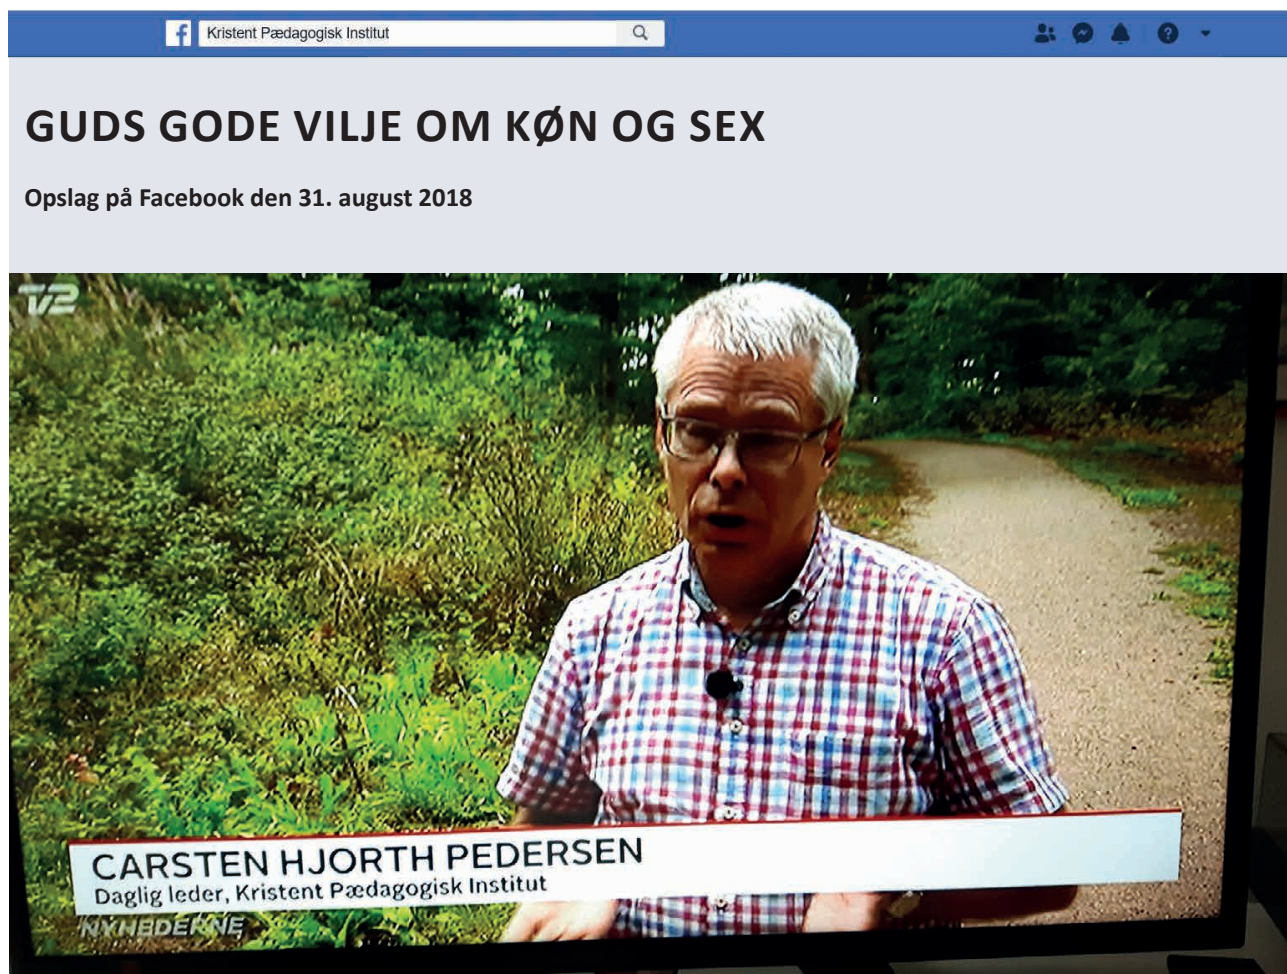 Kristent Pædagogisk Institut
GUDS GODE VILJE OM KØN OG SEX
Opslag på Facebook den 31. august 2018
TV2
CARSTEN HJORTH PEDERSEN
Daglig leder, Kristent Pædagogisk Institut
NYHEDERNE